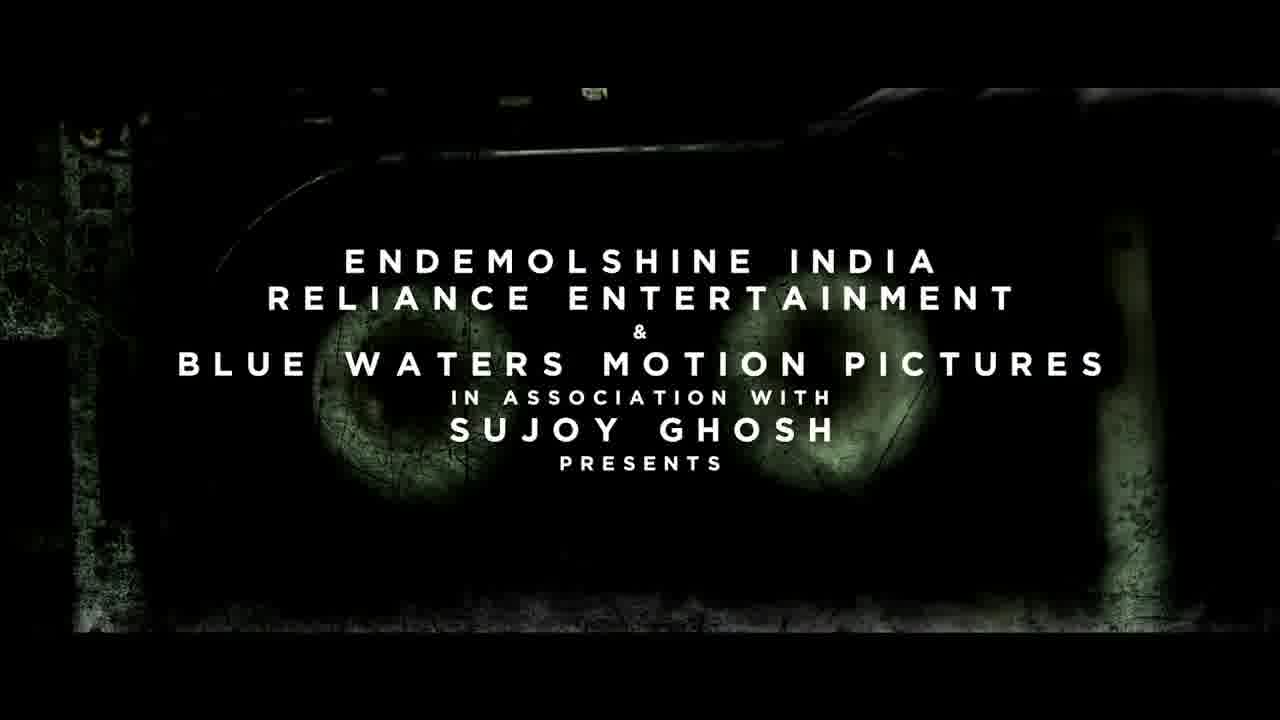 ENDEMOLSHINE INDIA
RELIANCE ENTERTAINMENT
&
BLUE WATERS MOTION PICTURES
IN ASSOCIATION WITH
SUJOY GHOSH
PRESENTS